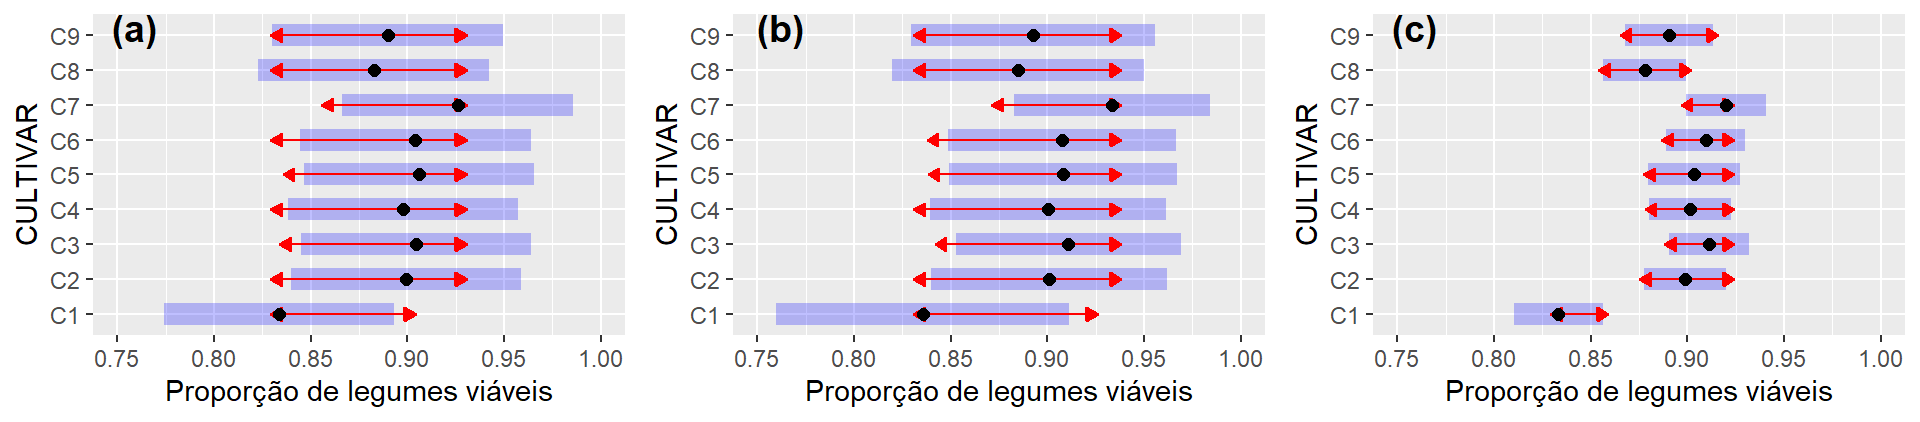 (a)
CULTIVAR
C9
C8
C7
C6
C5
C4
C3
C2
C1
0.75 0.80 0.85 0.90 0.95 1.00
Proporção de legumes viáveis
(b)
CULTIVAR
C9
C8
C7
C6
C5
C4
C3
C2
C1
0.75 0.80 0.85 0.90 0.95 1.00
Proporção de legumes viáveis
(c)
CULTIVAR
C9
C8
C7
C6
C5
C4
C3
C2
C1
0.75 0.80 0.85 0.90 0.95 1.00
Proporção de legumes viáveis